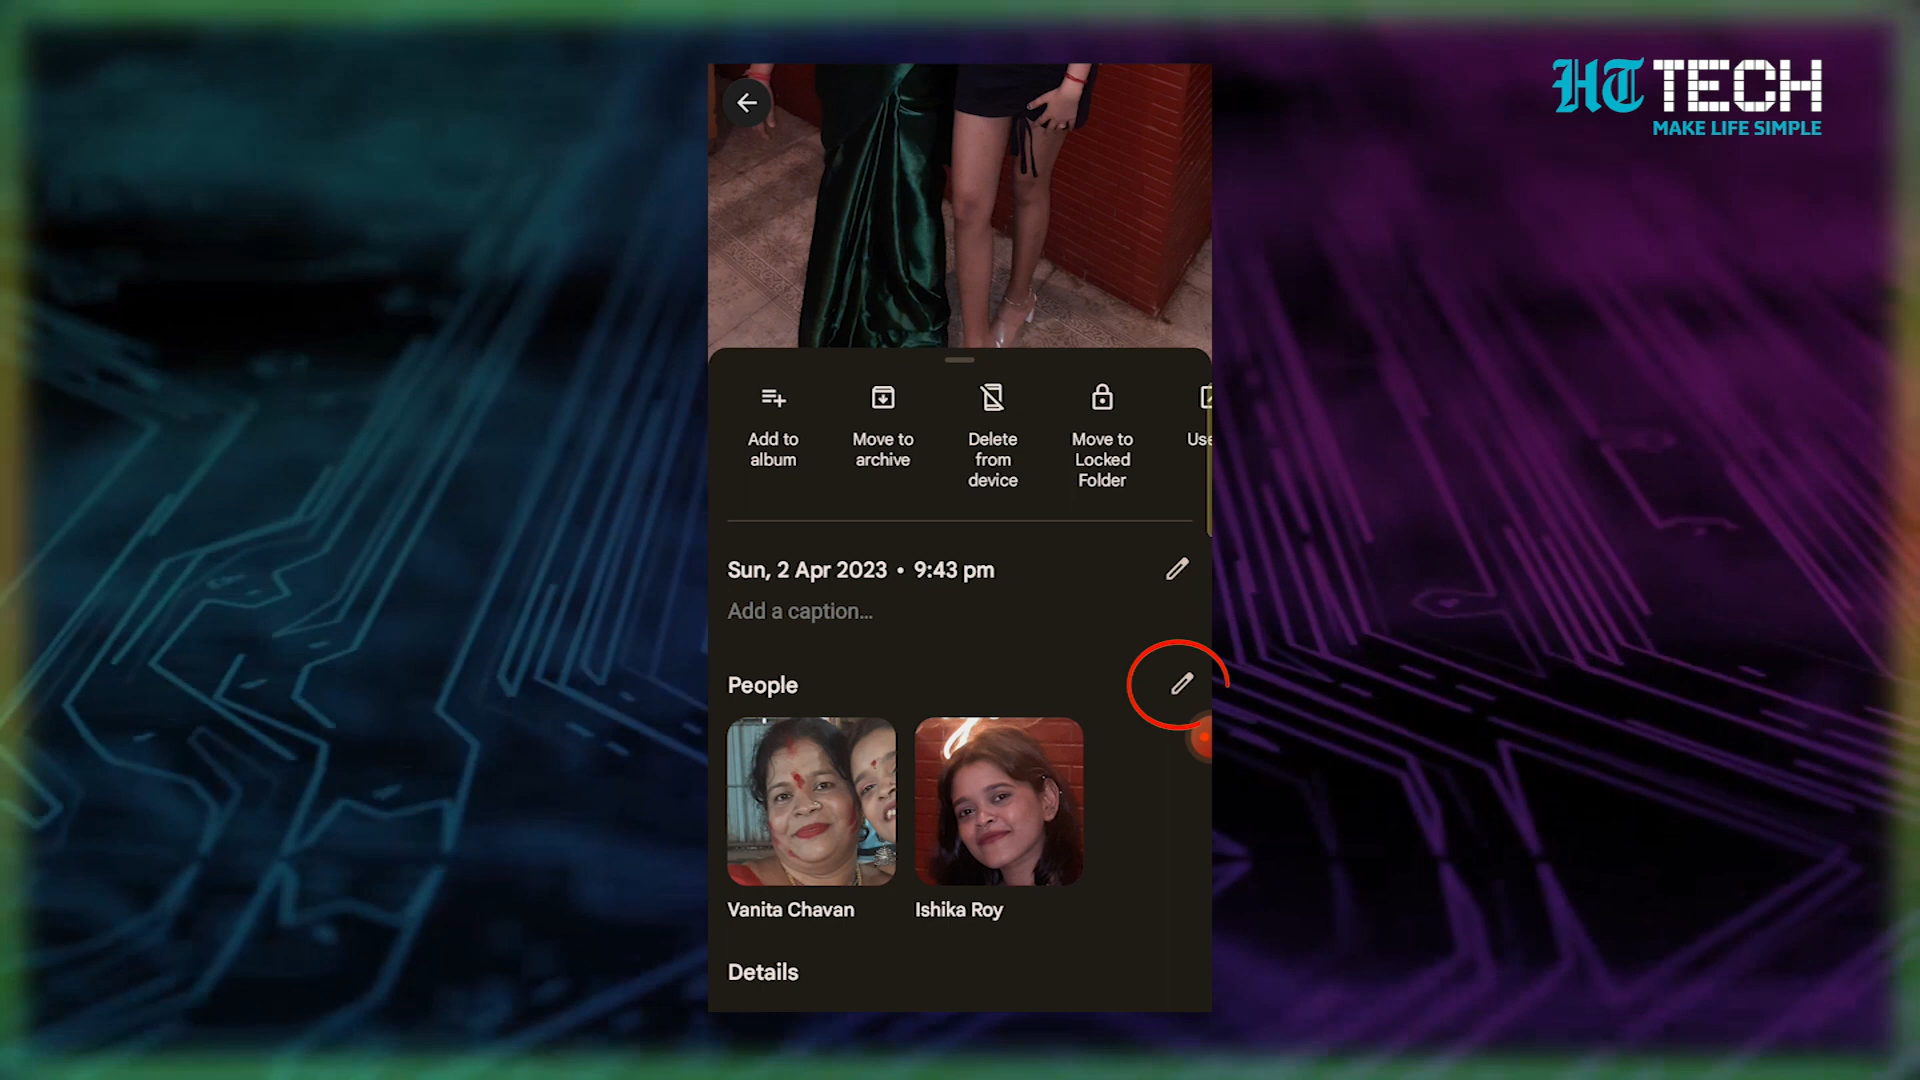 HT TECH
MAKE LIFE SIMPLE
Add to
album
Move to
archive
Delete
from
device
Move to
Locked
Folder
Use
Sun, 2 Apr 2023 • 9:43 pm
Add a caption...
People
Vanita Chavan
Ishika Roy
Details